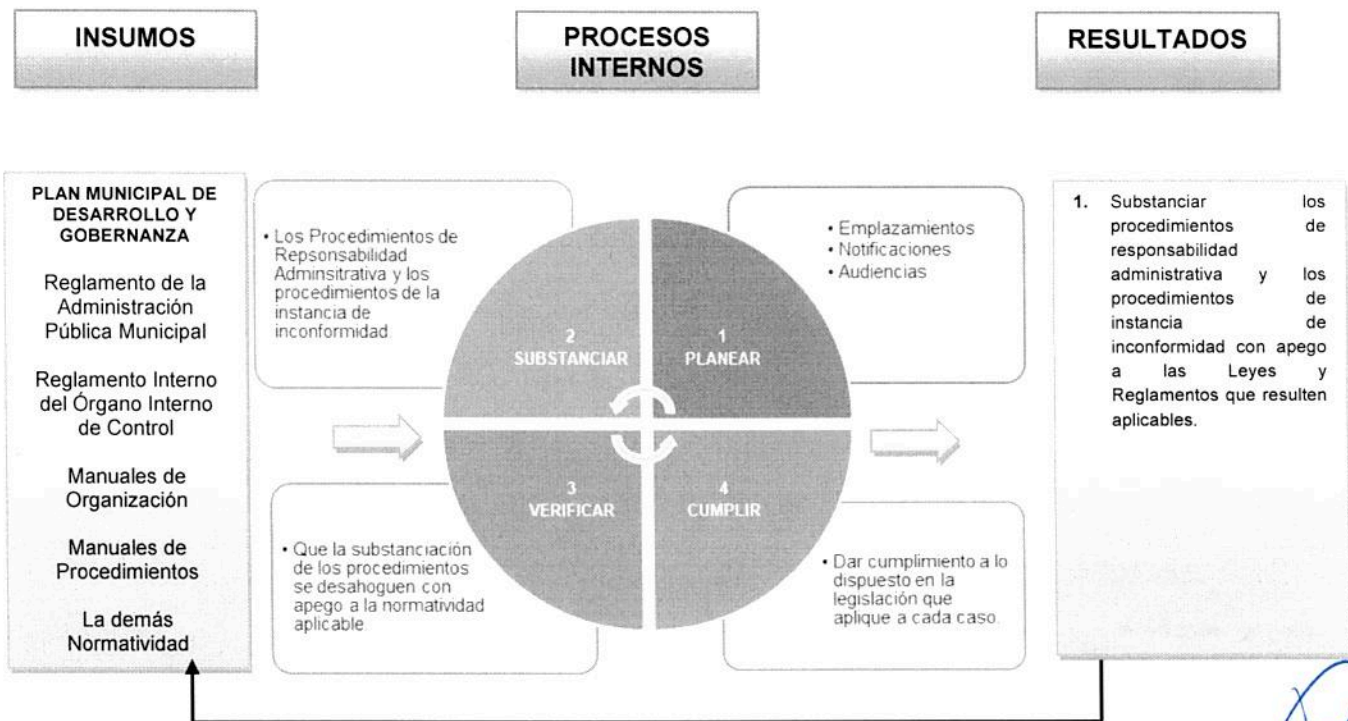 INSUMOS
PROCESOS
INTERNOS
RESULTADOS
PLAN MUNICIPAL DE
DESARROLLO Y
GOBERNANZA
Reglamento de la
Administración
Pública Municipal
Reglamento Interno
del Órgano Interno
de Control
Manuales de
Organización
Manuales de
Procedimientos
La demás
Normatividad
• Los Procedimientos de
Repsonsabilidad
Adminsitrativa y los
procedimientos de la
instancia de
inconformidad.
• Emplazamientos
• Notificaciones
• Audiencias
2
SUBSTANCIAR
1
PLANEAR
3
VERIFICAR
4
CUMPLIR
• Que la substanciación
de los procedimientos
se desahoguen con
apego a la normatividad
aplicable.
• Dar cumplimiento a lo
dispuesto en la
legislación que
aplique a cada caso.
1. Substanciar los
procedimientos de
responsabilidad
administrativa y los
procedimientos de
instancia de
inconformidad con apego
a las Leyes y
Reglamentos que resulten
aplicables.